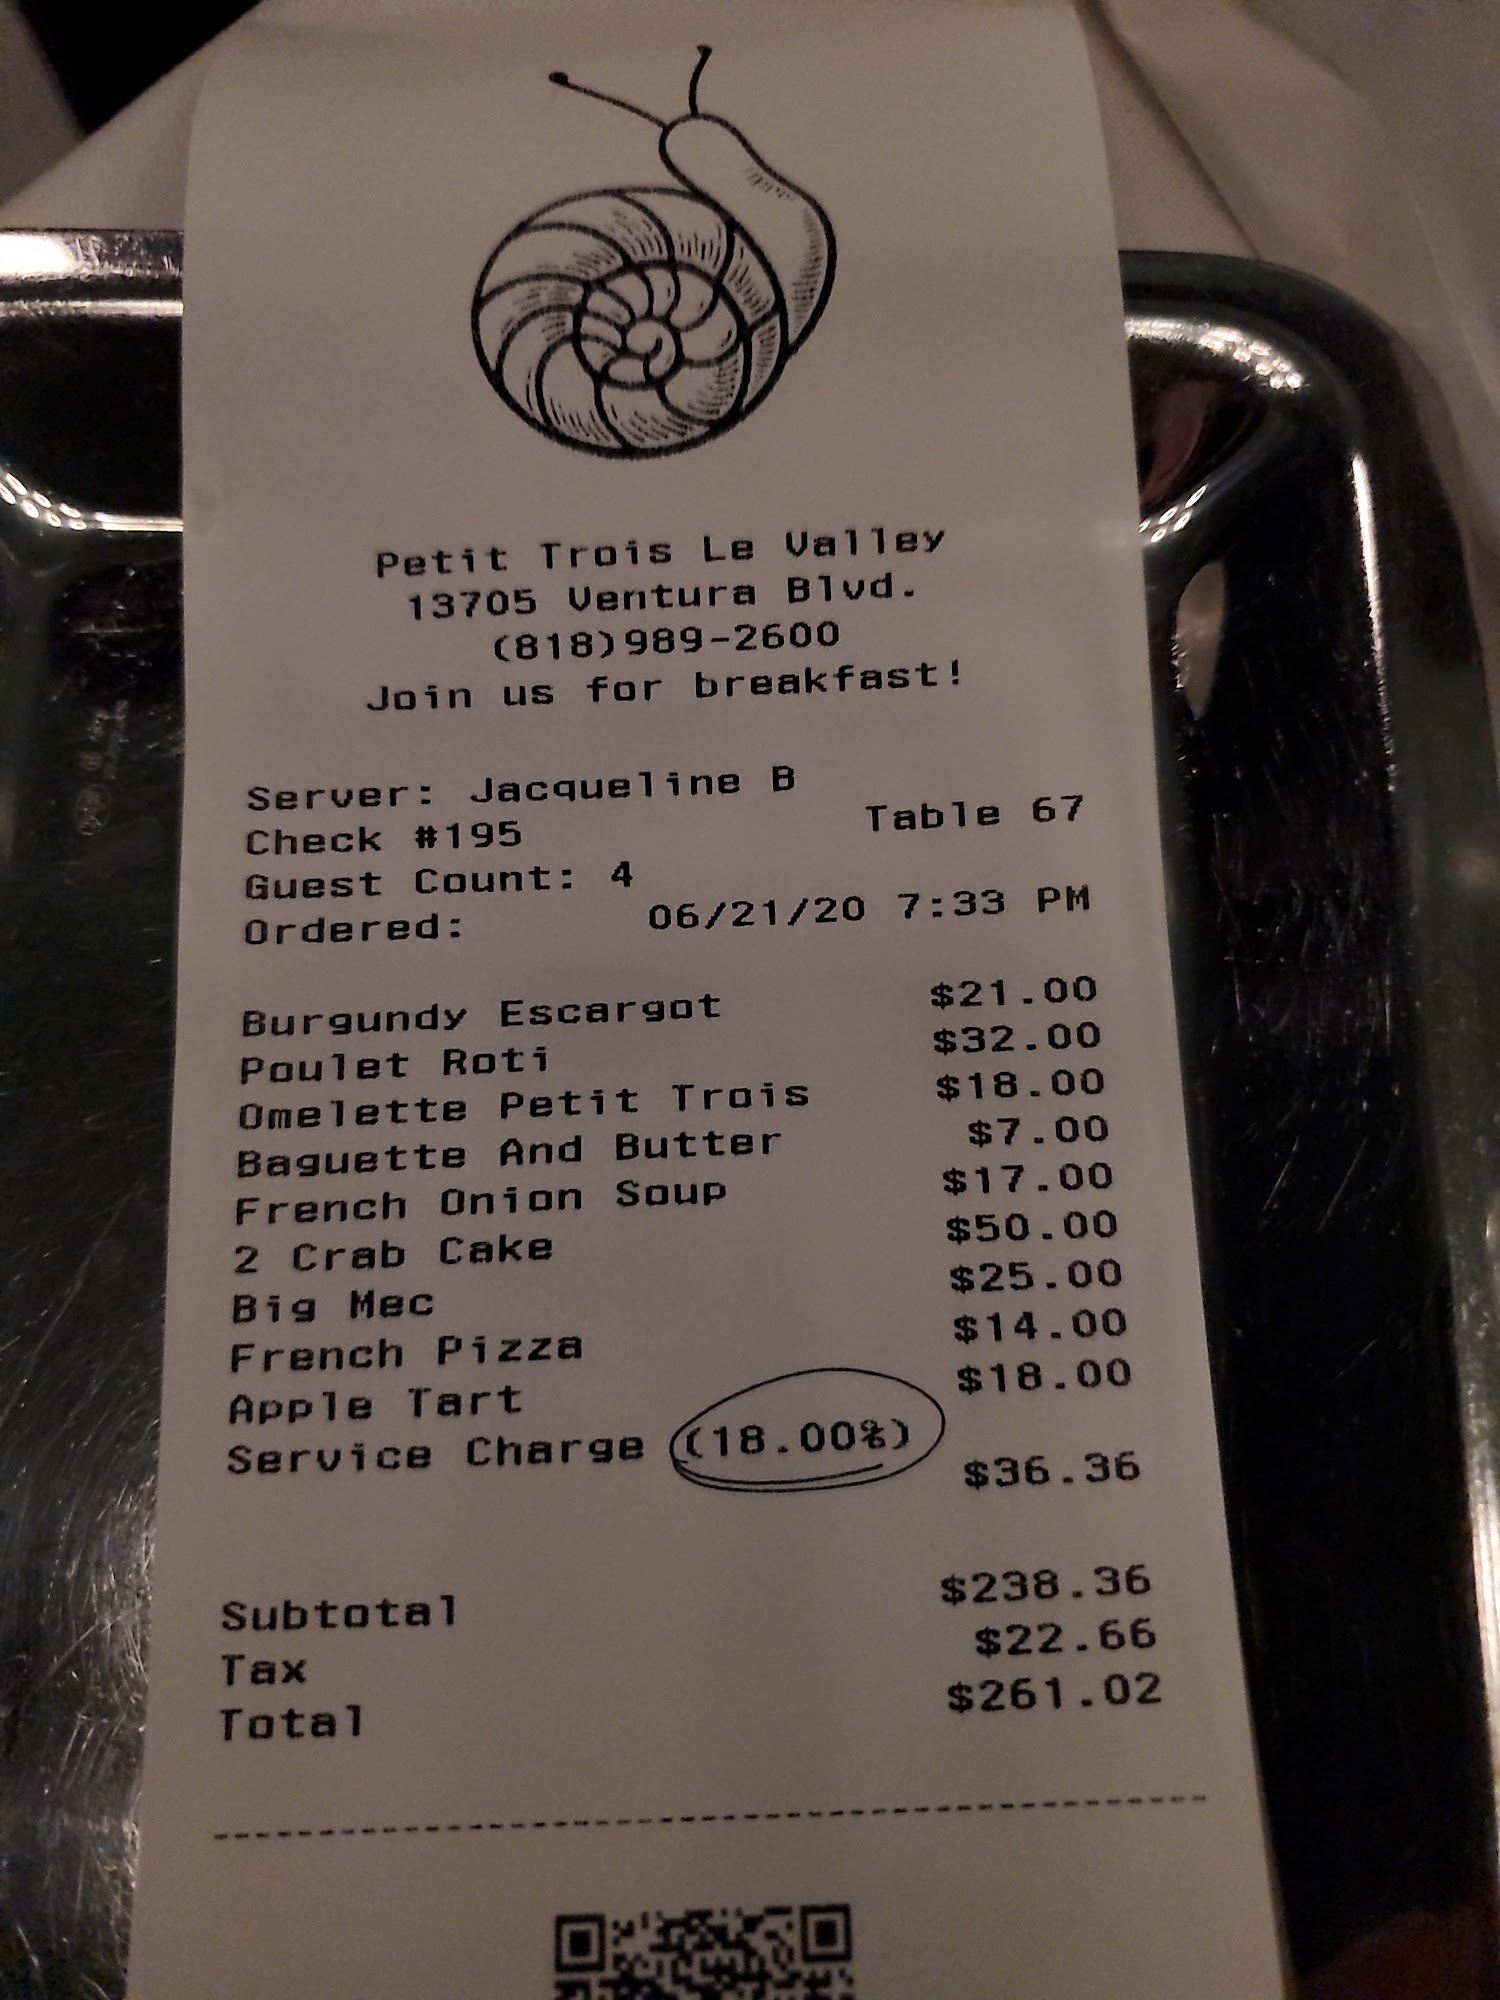 Petit Trois Le Valley
13705 Ventura Blvd.
(818)989-2600
Join us for breakfast!
Server: Jacqueline B
Check #195 Table 67
Guest Count: 4
Ordered: 06/21/20 7:33 PM
Burgundy Escargot $21.00
Poulet Roti $32.00
Omelette Petit Trois $18.00
Baguette And Butter $7.00
French Onion Soup $17.00
2 Crab Cake $50.00
Big Mec $25.00
French Pizza $14.00
Apple Tart $18.00
Service Charge (18.00%) $36.36
Subtotal $238.36
Tax $22.66
Total $261.02